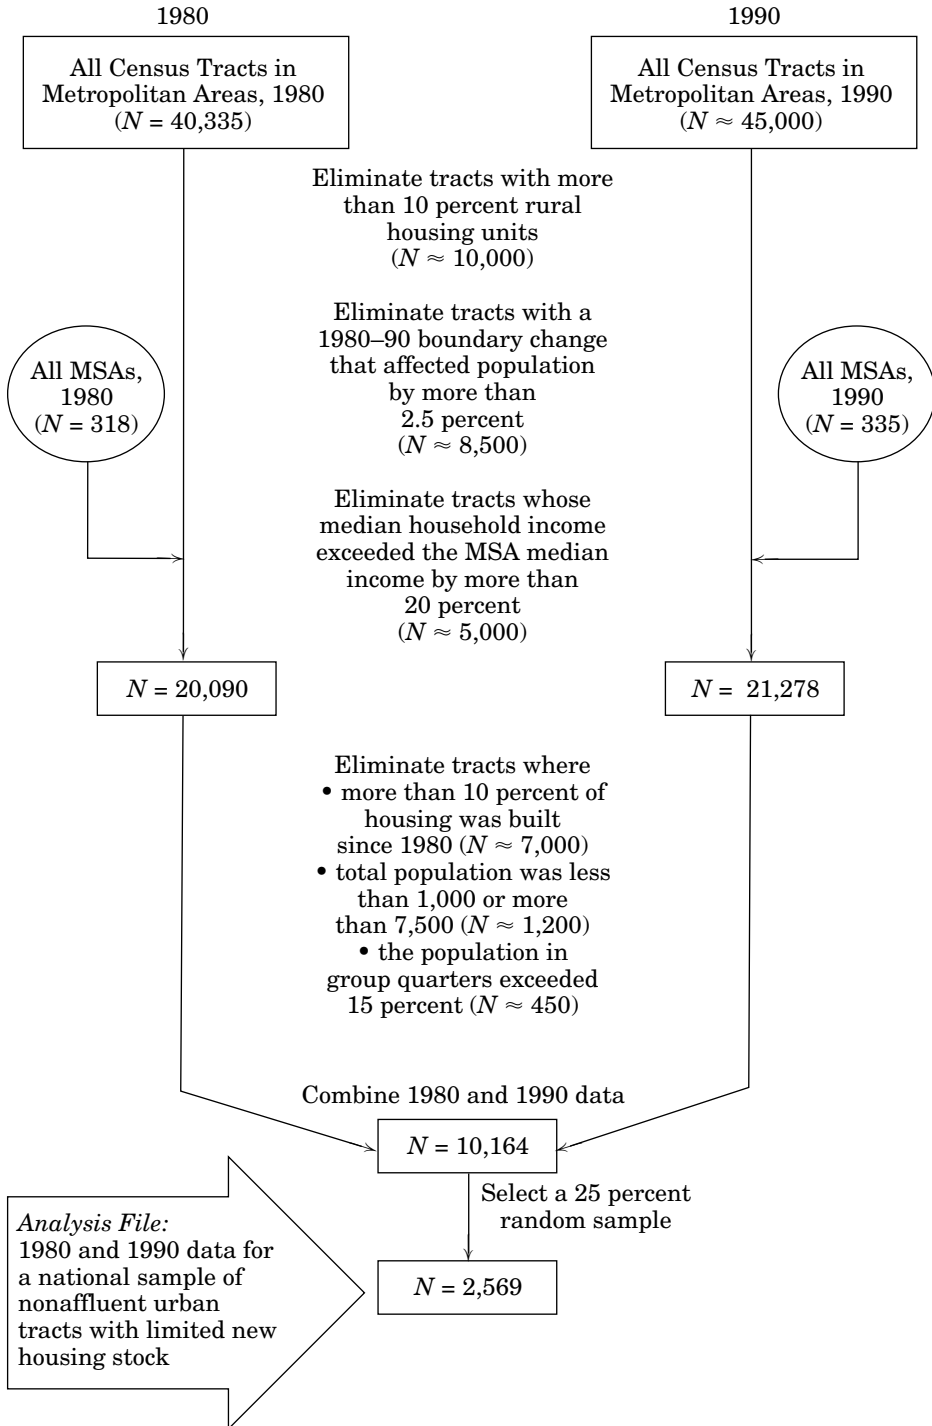 1980
1990
All Census Tracts in
Metropolitan Areas, 1980
(N = 40,335)
All Census Tracts in
Metropolitan Areas, 1990
(N ≈ 45,000)
Eliminate tracts with more
than 10 percent rural
housing units
(N ≈ 10,000)
Eliminate tracts with a
1980–90 boundary change
that affected population
by more than
2.5 percent
(N ≈ 8,500)
All MSAs,
1980
(N = 318)
All MSAs,
1990
(N = 335)
Eliminate tracts whose
median household income
exceeded the MSA median
income by more than
20 percent
(N ≈ 5,000)
N = 20,090
N = 21,278
Eliminate tracts where
• more than 10 percent of
housing was built
since 1980 (N ≈ 7,000)
• total population was less
than 1,000 or more
than 7,500 (N ≈ 1,200)
• the population in
group quarters exceeded
15 percent (N ≈ 450)
Combine 1980 and 1990 data
N = 10,164
Select a 25 percent
random sample
Analysis File:
1980 and 1990 data for
a national sample of
nonaffluent urban
tracts with limited new
housing stock
N = 2,569